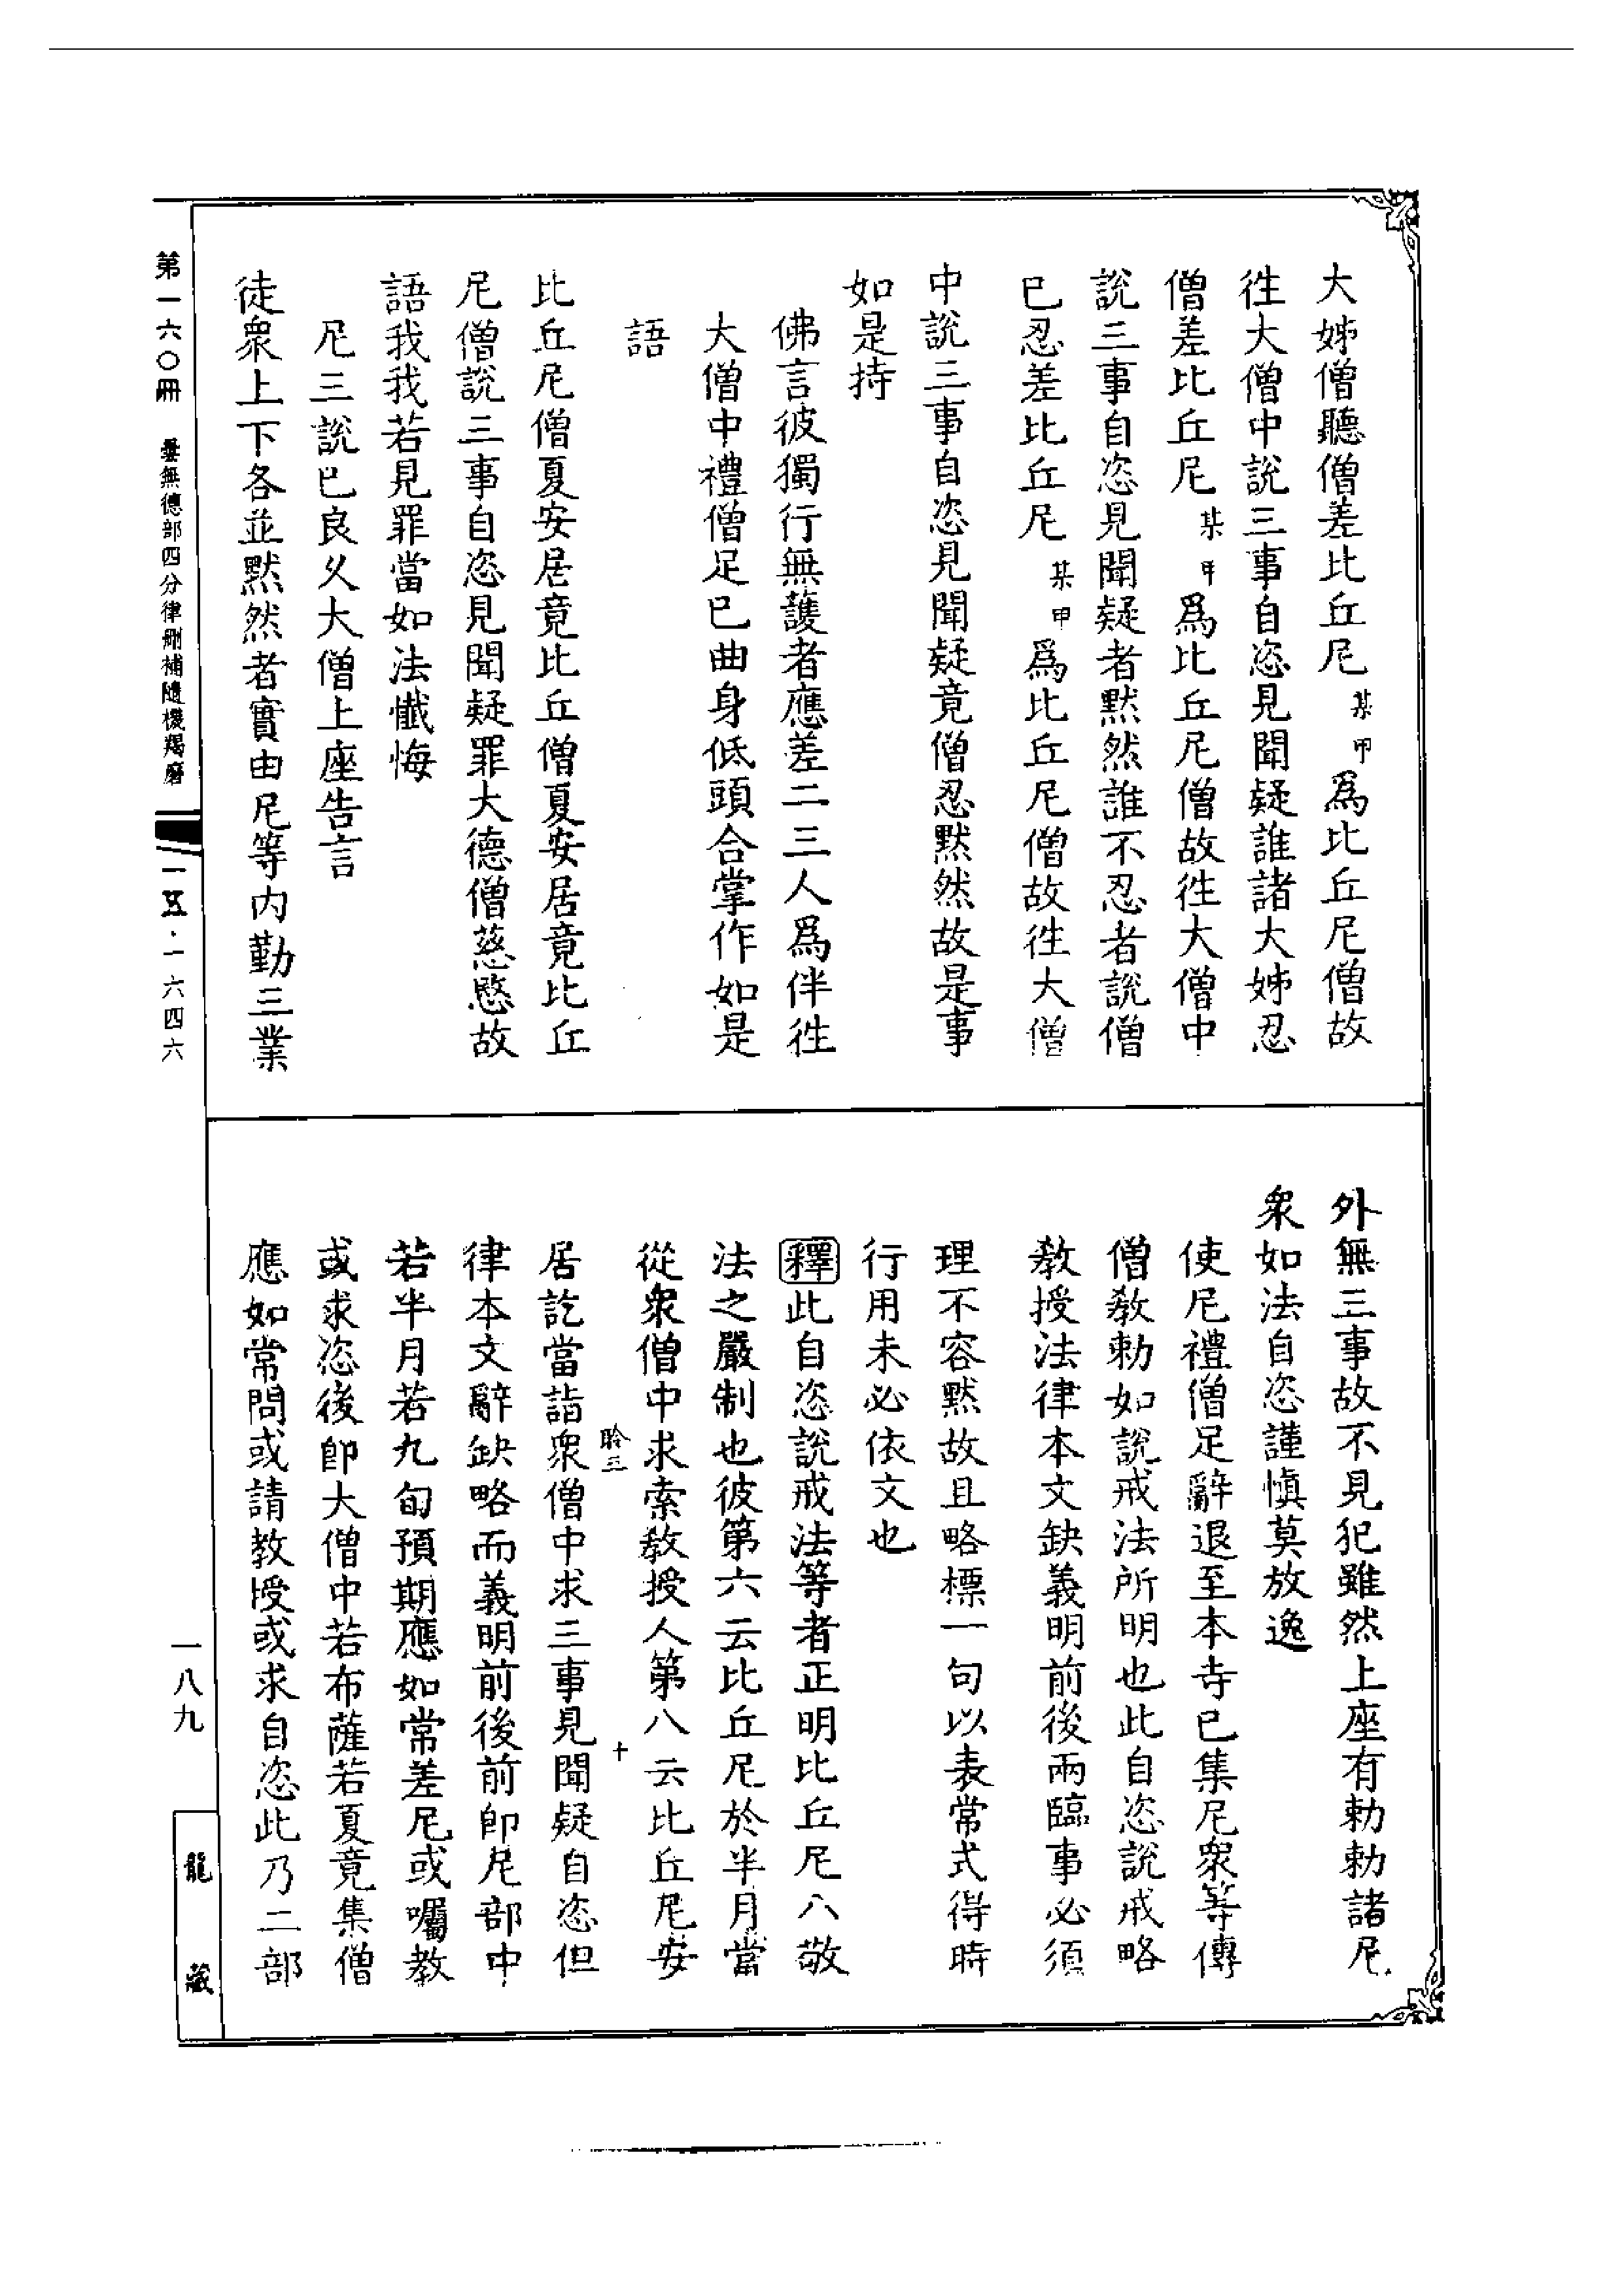 大姊僧聽僧差比丘尼某甲爲比丘尼僧故
徃大僧中說三事自恣見聞疑誰諸大姊忍
僧差比丘尼某甲爲比丘尼僧故徃大僧中
說三事自恣見聞疑者黙然誰不忍者說僧
已忍差比丘尼某甲爲比丘尼僧故徃大僧
中說三事自恣見聞疑竟僧忍黙然故是事
如是持
佛言彼獨行無護者應差二三人爲伴徃
大僧中禮僧足已曲身低頭合掌作如是
語
比丘尼僧夏安居竟比丘僧夏安居竟比丘
尼僧說三事自恣見聞疑罪大德僧慈愍故
語我我若見罪當如法懺悔
尼三說已良久大僧上座告言
徒衆上下各並黙然者實由尼等內勤三業
外無三事故不見犯雖然上座有勅勅諸尼
衆如法自恣謹愼莫放逸
使尼禮僧足辭退至本寺已集尼衆等傳
僧敎勅如說戒法所明也此自恣說戒略
敎授法律本文缺義明前後兩臨事必須
理不容黙故且略標一句以表常式得時
行用未必依文也
釋此自恣說戒法等者正明比丘尼八敬
法之嚴制也彼第六云比丘尼於半月當
從衆僧中求索敎授人第八云比丘尼安
居訖當詣衆僧中求三事見聞疑自恣但
律本文辭缺略而義明前後前卽尼部中
若半月若九旬預期應如常差尼或囑教
或求恣後卽大僧中若布薩若夏竟集僧
應如常問或請教授或求自恣此乃二部
聆三
十
第一六〇冊 曇無德部四分律刪補隨機羯磨
一五·一六四六
一八九
龍藏